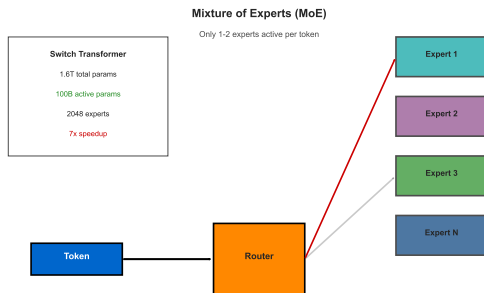 Mixture of Experts (MoE)
Only 1-2 experts active per token
Switch Transformer
1.6T total params
100B active params
2048 experts
7x speedup
Expert 1
Expert 2
Expert 3
Expert N
Token
Router